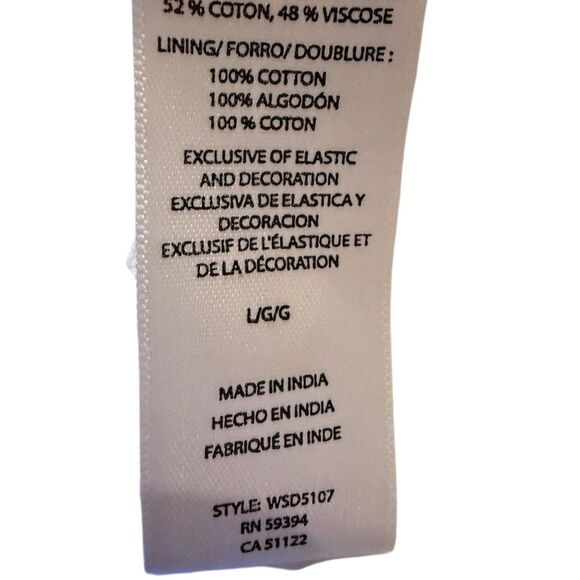 52 % COTON, 48 % VISCOSE
LINING/ FORRO/ DOUBLURE :
100% COTTON
100% ALGODÓN
100 % COTON
EXCLUSIVE OF ELASTIC
AND DECORATION
EXCLUSIVA DE ELASTICA Y
DECORACION
EXCLUSIF DE L'ÉLASTIQUE ET
DE LA DÉCORATION
L/G/G
MADE IN INDIA
HECHO EN INDIA
FABRIQUÉ EN INDE
STYLE: WSD5107
RN 59394
CA 51122